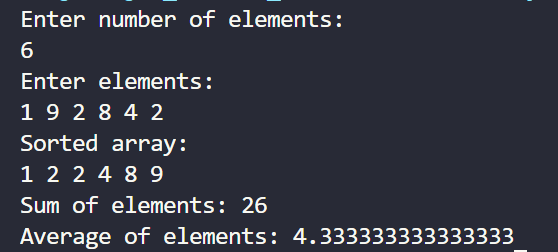 Enter number of elements:
6
Enter elements:
1 9 2 8 4 2
Sorted array:
1 2 2 4 8 9
Sum of elements: 26
Average of elements: 4.333333333333333_